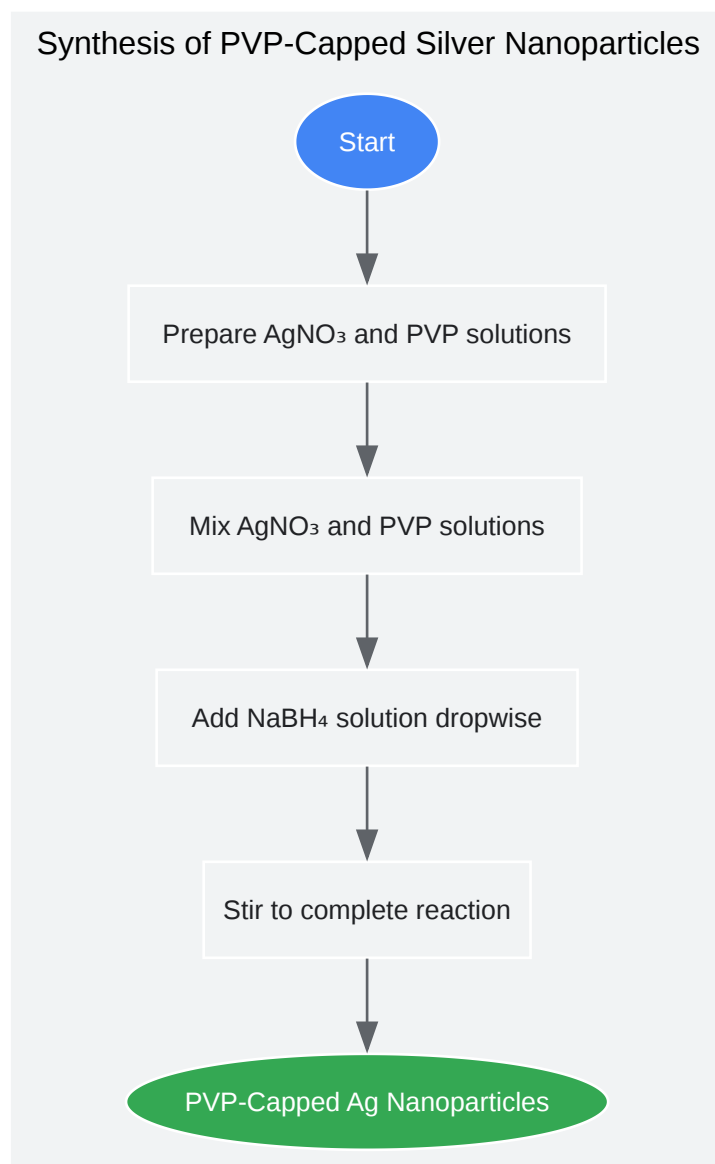 Synthesis of PVP-Capped Silver Nanoparticles
Start
Prepare AgNO₃ and PVP solutions
Mix AgNO₃ and PVP solutions
Add NaBH₄ solution dropwise
Stir to complete reaction
PVP-Capped Ag Nanoparticles